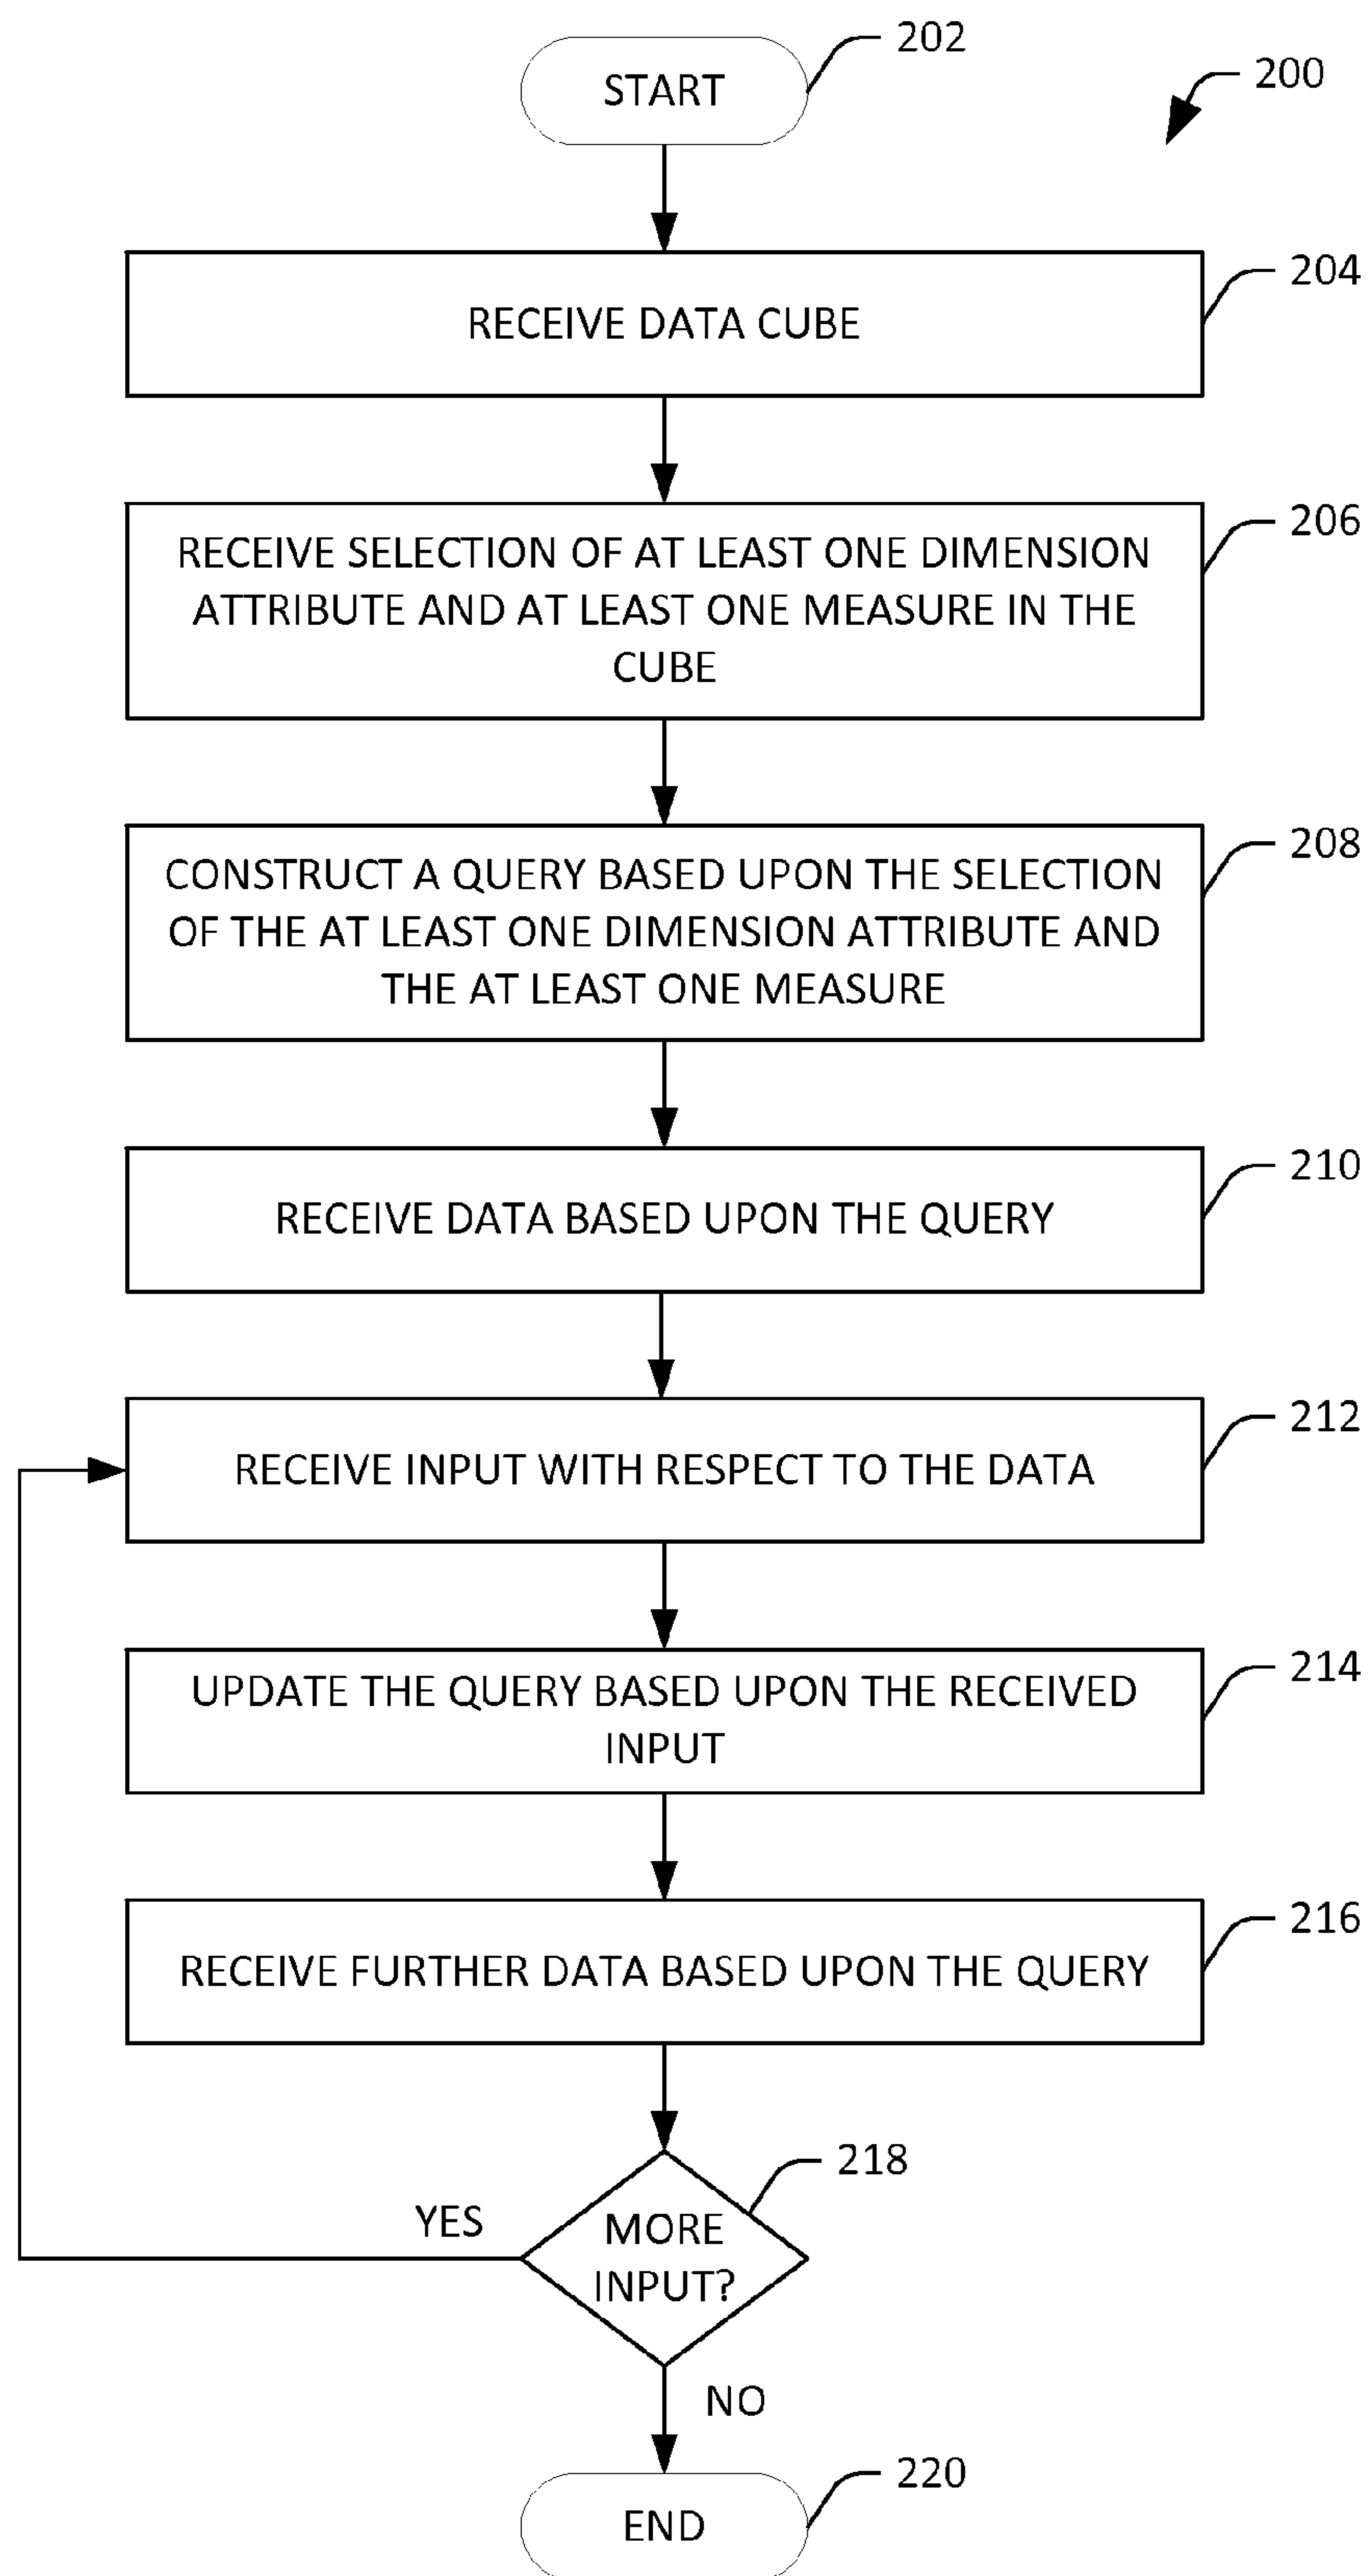 START
202
200
RECEIVE DATA CUBE
204
RECEIVE SELECTION OF AT LEAST ONE DIMENSION
ATTRIBUTE AND AT LEAST ONE MEASURE IN THE
CUBE
206
CONSTRUCT A QUERY BASED UPON THE SELECTION
OF THE AT LEAST ONE DIMENSION ATTRIBUTE AND
THE AT LEAST ONE MEASURE
208
RECEIVE DATA BASED UPON THE QUERY
210
RECEIVE INPUT WITH RESPECT TO THE DATA
212
UPDATE THE QUERY BASED UPON THE RECEIVED
INPUT
214
RECEIVE FURTHER DATA BASED UPON THE QUERY
216
MORE
INPUT?
218
YES
NO
END
220